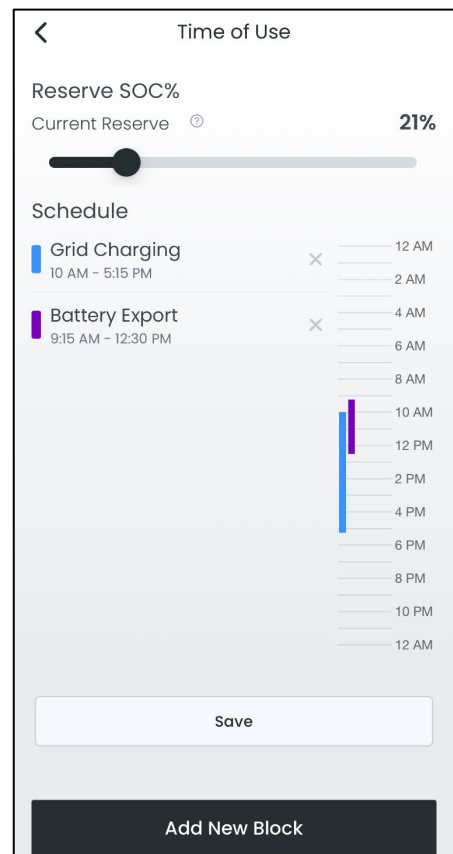 Time of Use
Reserve SOC%
Current Reserve ? 21%
Schedule
Grid Charging
10 AM - 5:15 PM
Battery Export
9:15 AM - 12:30 PM
12 AM
2 AM
4 AM
6 AM
8 AM
10 AM
12 PM
2 PM
4 PM
6 PM
8 PM
10 PM
12 AM
Save
Add New Block